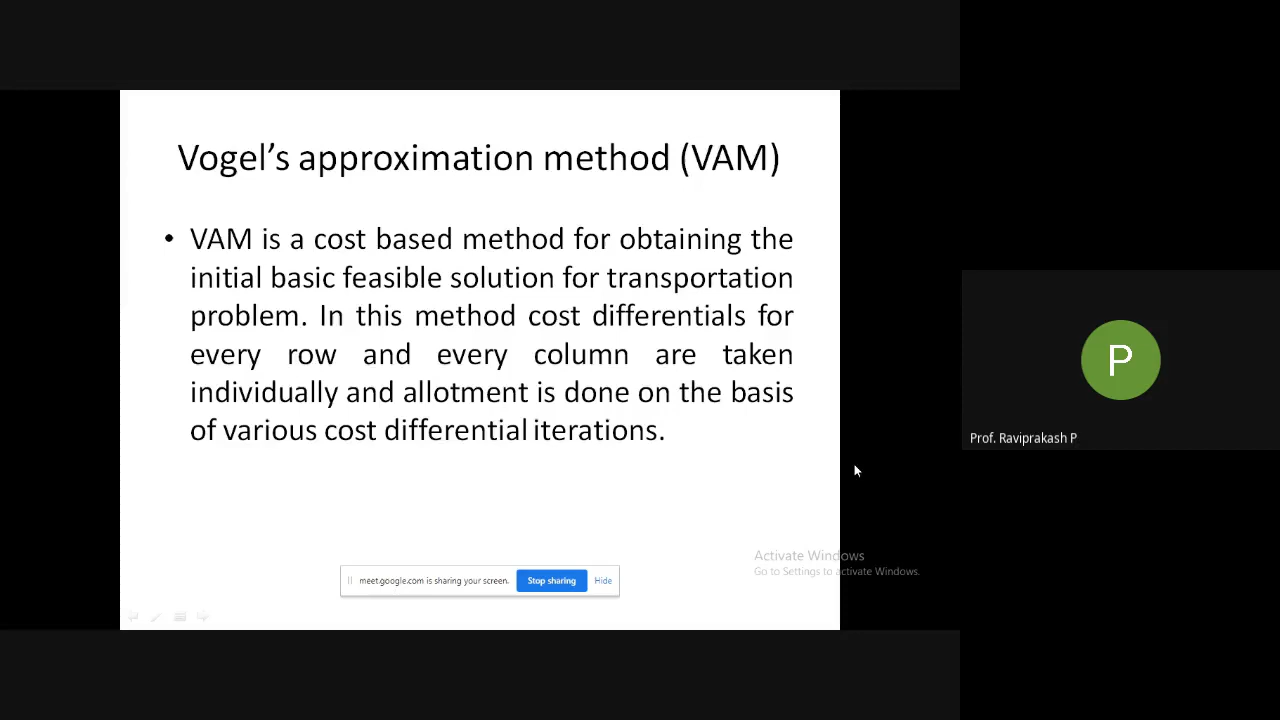 Vogel's approximation method (VAM)
• VAM is a cost based method for obtaining the
initial basic feasible solution for transportation
problem. In this method cost differentials for
every row and every column are taken
individually and allotment is done on the basis
of various cost differential iterations.
P
Prof. Raviprakash P
Activate Windows
Go to Settings to activate Windows.
meet.google.com is sharing your screen. Stop sharing Hide